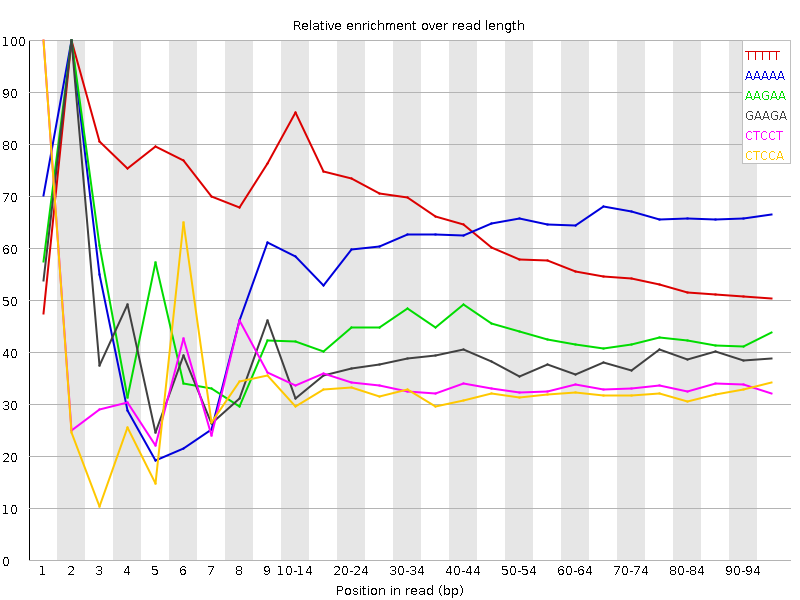 Relative enrichment over read length
100
90
80
70
60
50
40
30
20
10
0
TTTTT
AAAAA
AAGAA
GAAGA
CTCCT
CTCCA
1 2 3 4 5 6 7 8 9 10-14 20-24 30-34 40-44 50-54 60-64 70-74 80-84 90-94
Position in read (bp)